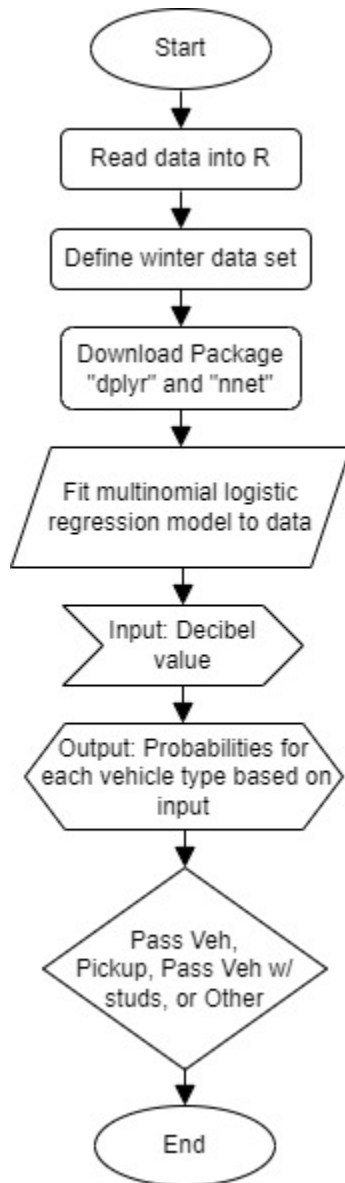 Start
Read data into R
Define winter data set
Download Package
"dplyr" and "nnet"
Fit multinomial logistic
regression model to data
Input: Decibel
value
Output: Probabilities for
each vehicle type based on
input
Pass Veh,
Pickup, Pass Veh w/
studs, or Other
End